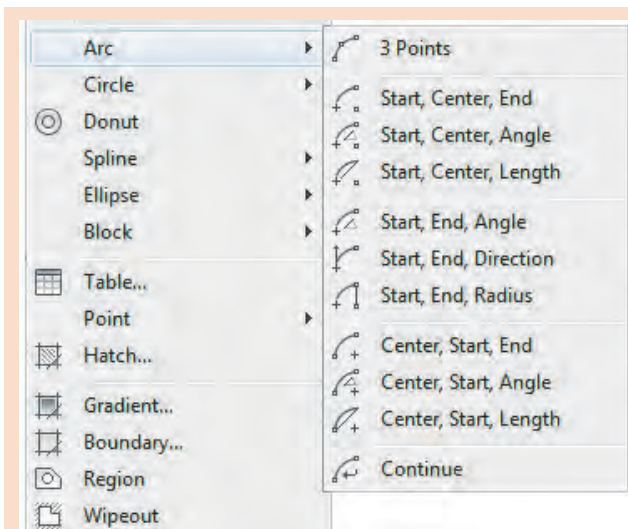 Arc
Circle
Donut
Spline
Ellipse
Block
Table...
Point
Hatch...
Gradient...
Boundary...
Region
Wipeout
3 Points
Start, Center, End
Start, Center, Angle
Start, Center, Length
Start, End, Angle
Start, End, Direction
Start, End, Radius
Center, Start, End
Center, Start, Angle
Center, Start, Length
Continue